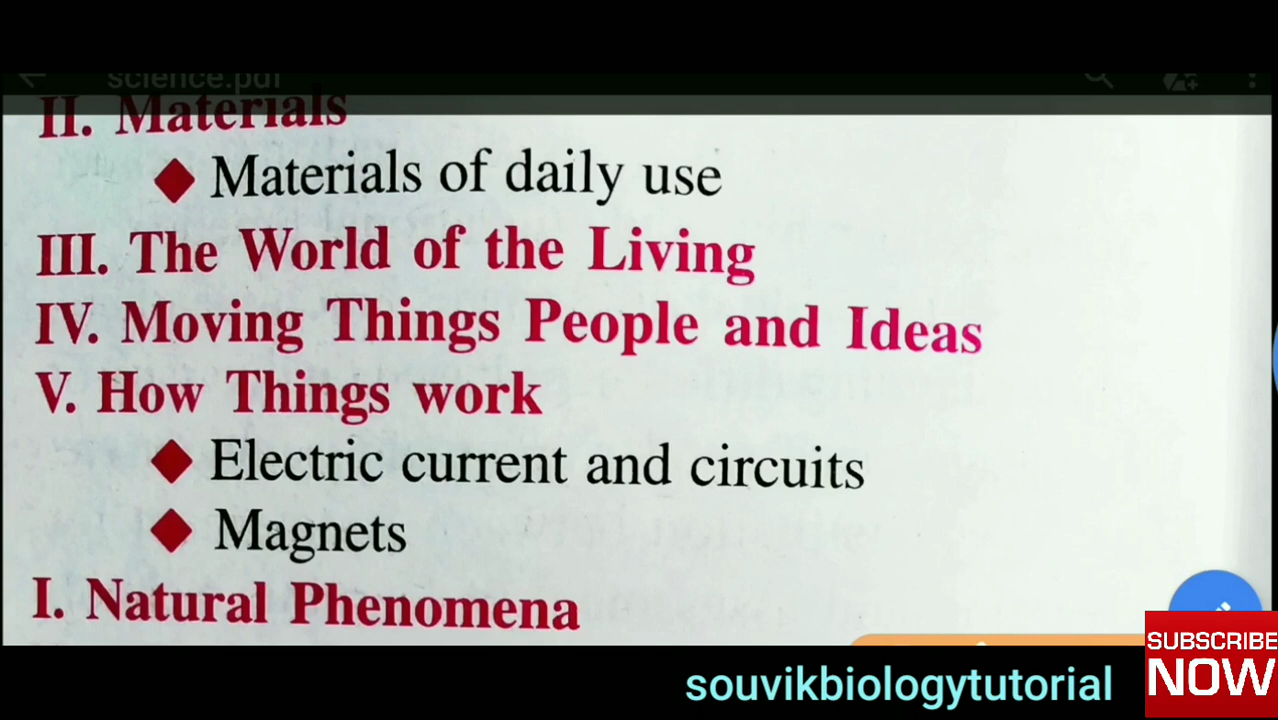 science.pdf
II. Materials
◆ Materials of daily use
III. The World of the Living
IV. Moving Things People and Ideas
V. How Things work
◆ Electric current and circuits
◆ Magnets
I. Natural Phenomena
souvikbiologytutorial
SUBSCRIBE
NOW